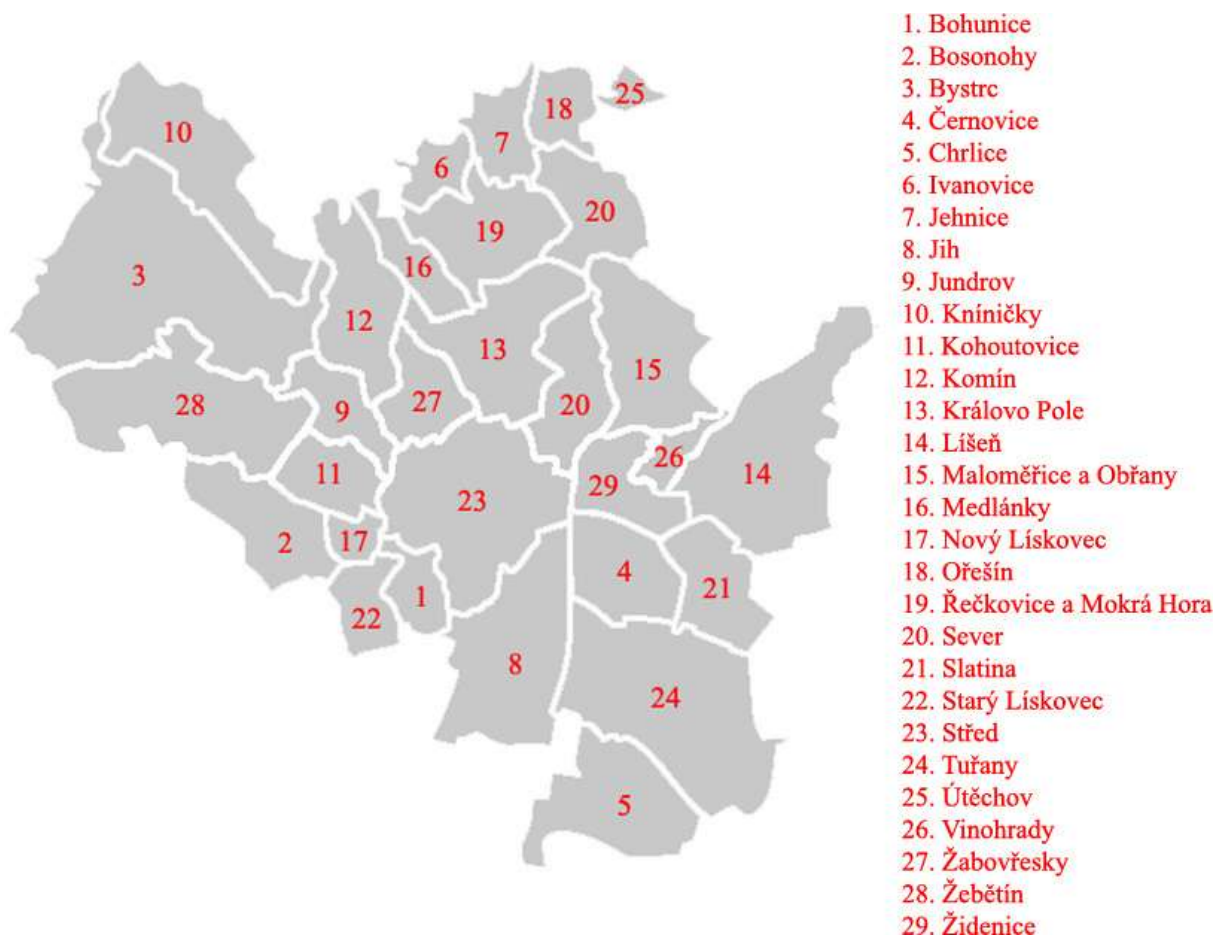 1. Bohunice
2. Bosonohy
3. Bystrc
4. Černovice
5. Chrlice
6. Ivanovice
7. Jehnice
8. Jih
9. Jundrov
10. Kníničky
11. Kohoutovice
12. Komín
13. Královo Pole
14. Líšeň
15. Maloměřice a Obřany
16. Medlánky
17. Nový Lískovec
18. Ořešín
19. Řečkovice a Mokrá Hora
20. Sever
21. Slatina
22. Starý Lískovec
23. Střed
24. Tuřany
25. Útěchov
26. Vinohrady
27. Žabovřesky
28. Žebětín
29. Židenice
25
18
10
7
6
20
19
16
3
12
13
15
28
9
27
20
26
11
23
29
14
2
17
4
1
21
22
8
24
5